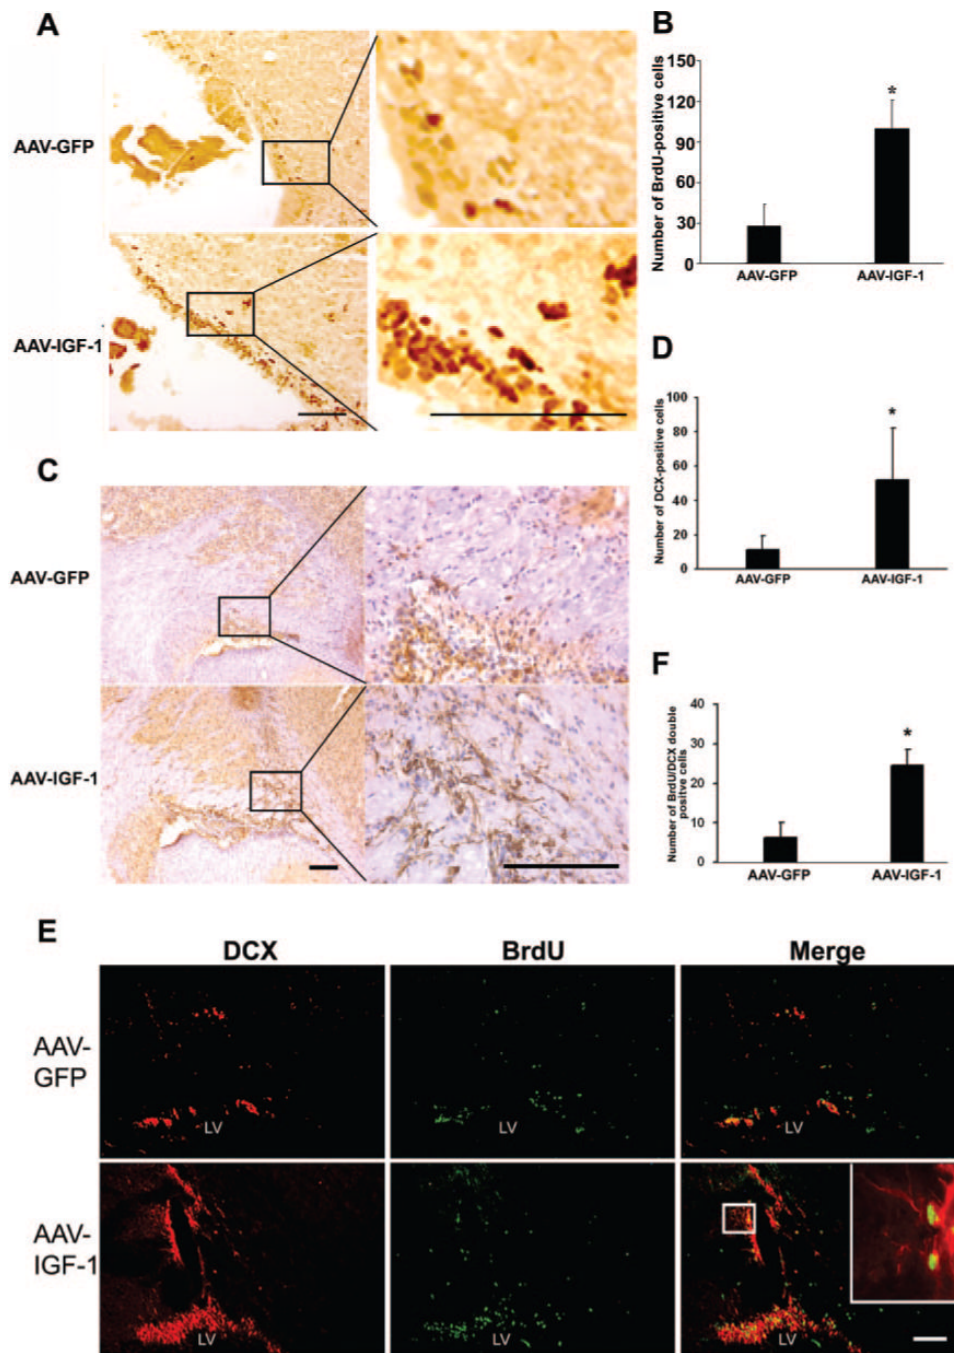 A
AAV-GFP
AAV-IGF-1
B
Number of BrdU-positive cells
150
120
90
60
30
0
*
AAV-GFP
AAV-IGF-1
C
AAV-GFP
AAV-IGF-1
D
Number of DCX-positive cells
100
80
60
40
20
0
*
AAV-GFP
AAV-IGF-1
F
Number of BrdU/DCX double
positve cells
40
30
20
10
0
*
AAV-GFP
AAV-IGF-1
E
DCX
BrdU
Merge
AAV-
GFP
LV
LV
LV
AAV-
IGF-1
LV
LV
LV